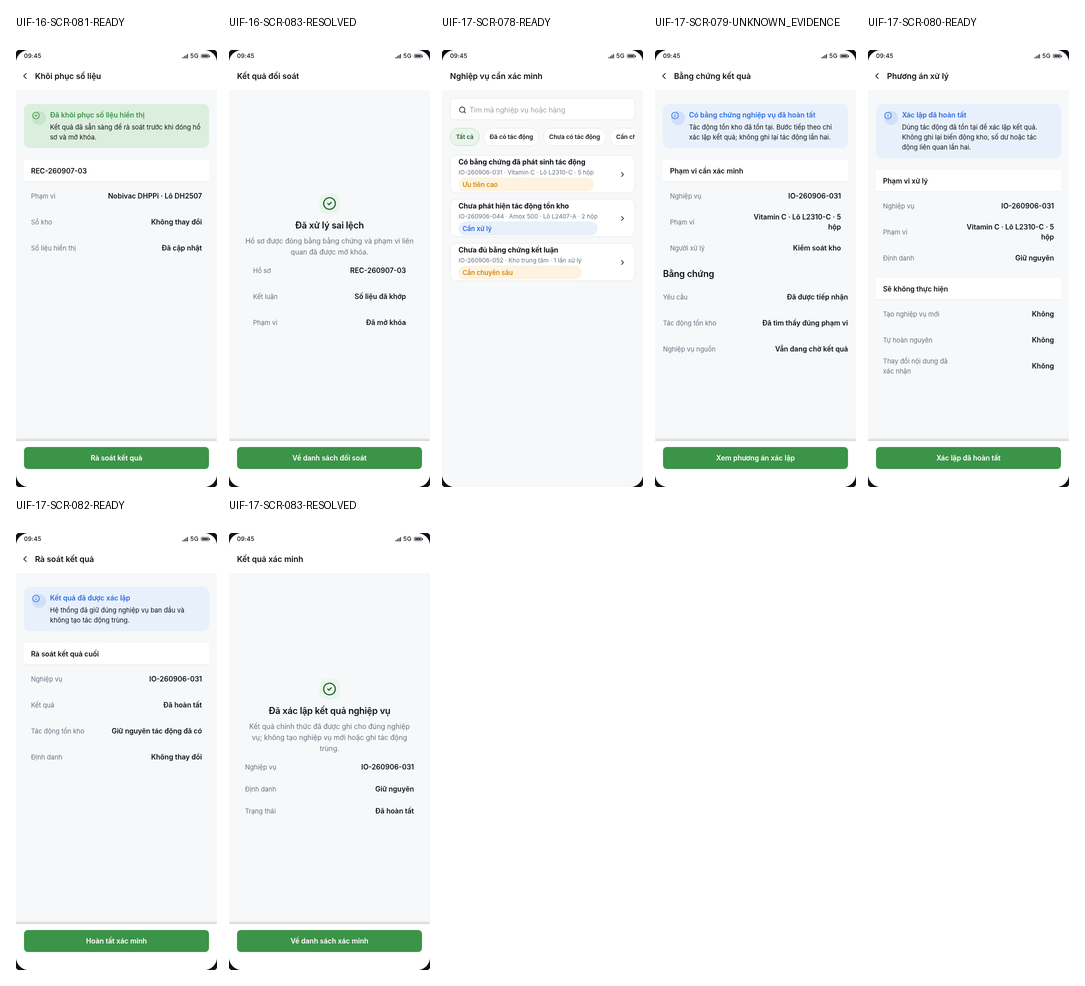 UIF-16-SCR-081-READY
09:45
5G
Khôi phục số liệu
Đã khôi phục số liệu hiển thị
Kết quả đã sẵn sàng để rà soát trước khi đóng hồ
sơ và mở khóa.
REC-260907-03
Phạm vi
Nobivac DHPPi · Lô DH2507
Sổ kho
Không thay đổi
Số liệu hiển thị
Đã cập nhật
Rà soát kết quả
UIF-16-SCR-083-RESOLVED
09:45
5G
Kết quả đối soát
Đã xử lý sai lệch
Hồ sơ được đóng bằng bằng chứng và phạm vi liên
quan đã được mở khóa.
Hồ sơ
REC-260907-03
Kết luận
Số liệu đã khớp
Phạm vi
Đã mở khóa
Về danh sách đối soát
UIF-17-SCR-078-READY
09:45
5G
Nghiệp vụ cần xác minh
Tìm mã nghiệp vụ hoặc hàng
Tất cả
Đã có tác động
Chưa có tác động
Cần ch
Có bằng chứng đã phát sinh tác động
IO-260906-031 · Vitamin C · Lô L2310-C · 5 hộp
Ưu tiên cao
Chưa phát hiện tác động tồn kho
IO-260906-044 · Amox 500 · Lô L2407-A · 2 hộp
Cần xử lý
Chưa đủ bằng chứng kết luận
IO-260906-052 · Kho trung tâm · 1 lần xử lý
Cần chuyên sâu
UIF-17-SCR-079-UNKNOWN_EVIDENCE
09:45
5G
Bằng chứng kết quả
Có bằng chứng nghiệp vụ đã hoàn tất
Tác động tồn kho đã tồn tại. Bước tiếp theo chỉ
xác lập kết quả; không ghi lại tác động lần hai.
Phạm vi cần xác minh
Nghiệp vụ
IO-260906-031
Phạm vi
Vitamin C · Lô L2310-C · 5
hộp
Người xử lý
Kiểm soát kho
Bằng chứng
Yêu cầu
Đã được tiếp nhận
Tác động tồn kho
Đã tìm thấy đúng phạm vi
Nghiệp vụ nguồn
Vẫn đang chờ kết quả
Xem phương án xác lập
UIF-17-SCR-080-READY
09:45
5G
Phương án xử lý
Xác lập đã hoàn tất
Dùng tác động đã tồn tại để xác lập kết quả.
Không ghi lại biến động kho, số dư hoặc tác
động liên quan lần hai.
Phạm vi xử lý
Nghiệp vụ
IO-260906-031
Phạm vi
Vitamin C · Lô L2310-C · 5
hộp
Định danh
Giữ nguyên
Sẽ không thực hiện
Tạo nghiệp vụ mới
Không
Tự hoàn nguyên
Không
Thay đổi nội dung đã
xác nhận
Không
Xác lập đã hoàn tất
UIF-17-SCR-082-READY
09:45
5G
Rà soát kết quả
Kết quả đã được xác lập
Hệ thống đã giữ đúng nghiệp vụ ban đầu và
không tạo tác động trùng.
Rà soát kết quả cuối
Nghiệp vụ
IO-260906-031
Kết quả
Đã hoàn tất
Tác động tồn kho
Giữ nguyên tác động đã có
Định danh
Không thay đổi
Hoàn tất xác minh
UIF-17-SCR-083-RESOLVED
09:45
5G
Kết quả xác minh
Đã xác lập kết quả nghiệp vụ
Kết quả chính thức đã được ghi cho đúng nghiệp
vụ; không tạo nghiệp vụ mới hoặc ghi tác động
trùng.
Nghiệp vụ
IO-260906-031
Định danh
Giữ nguyên
Trạng thái
Đã hoàn tất
Về danh sách xác minh